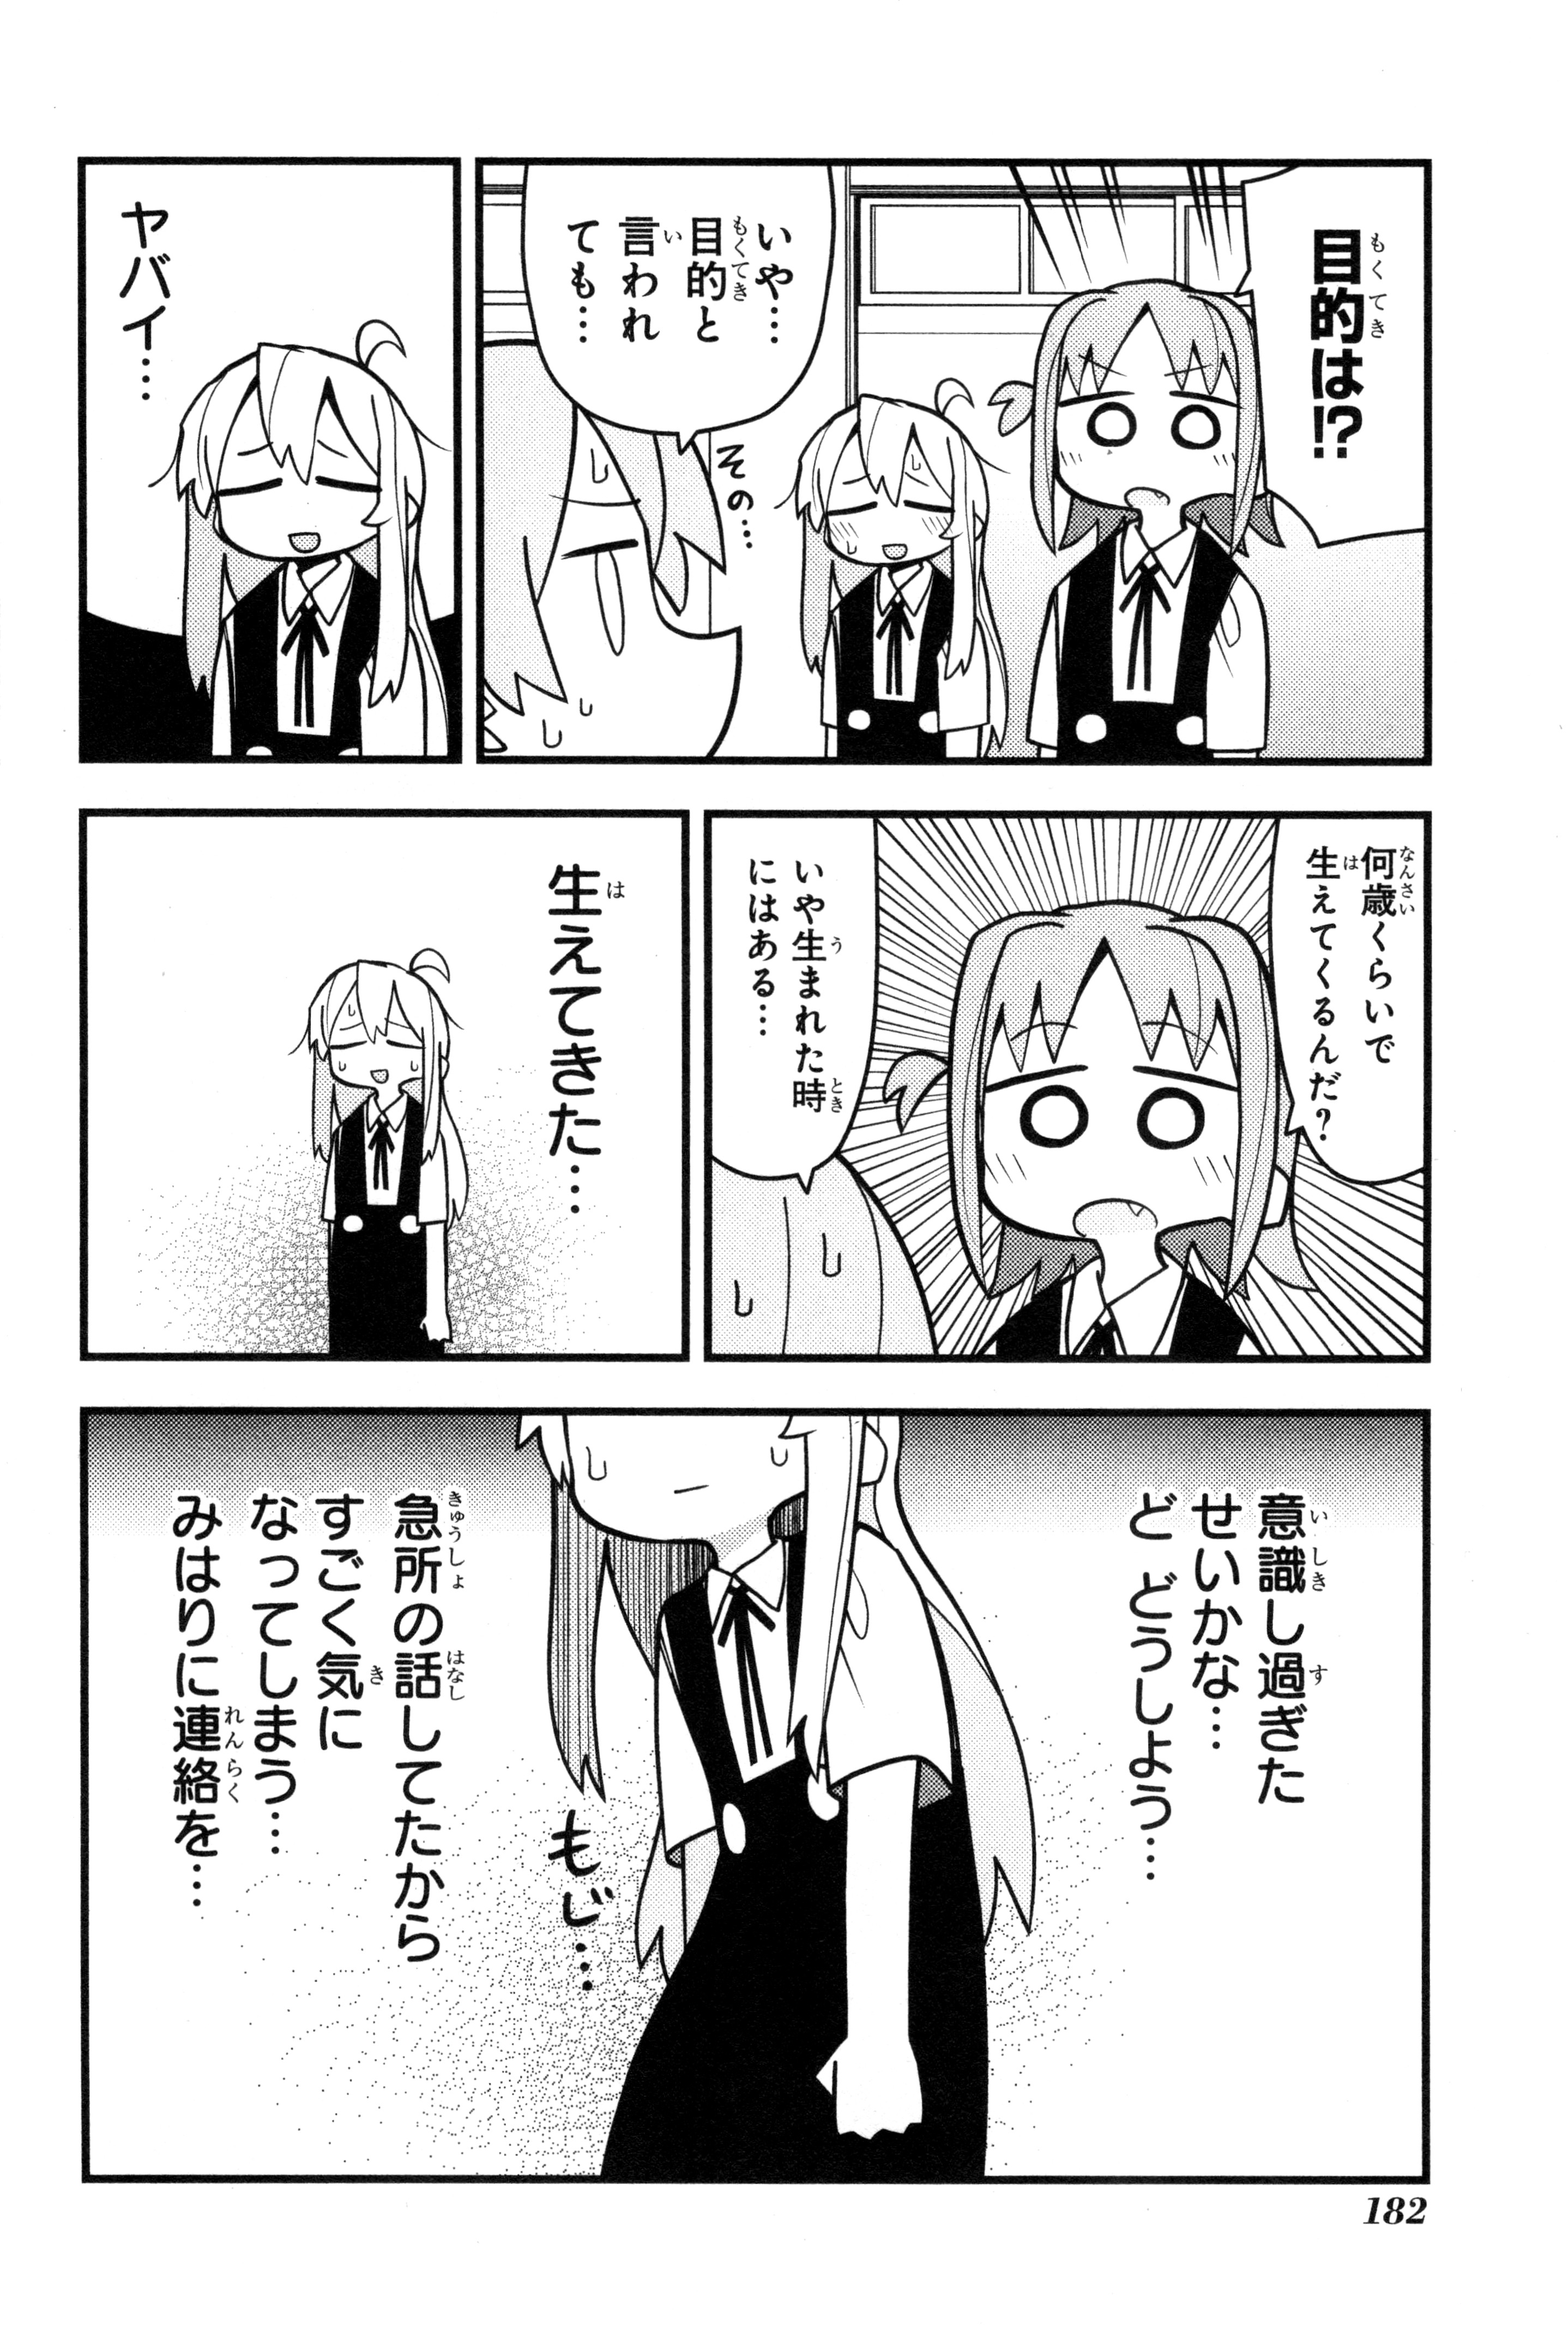 目的は!?
いや…
目的と
言われ
ても…
その…
ヤバイ…
何歳くらいで
生えてくるんだ?
いや生まれた時
にはある…
生えてきた…
意識し過ぎた
せいかな…
ど どうしよう…
もじ…
急所の話してたから
すごく気に
なってしまう…
みはりに連絡を…
182